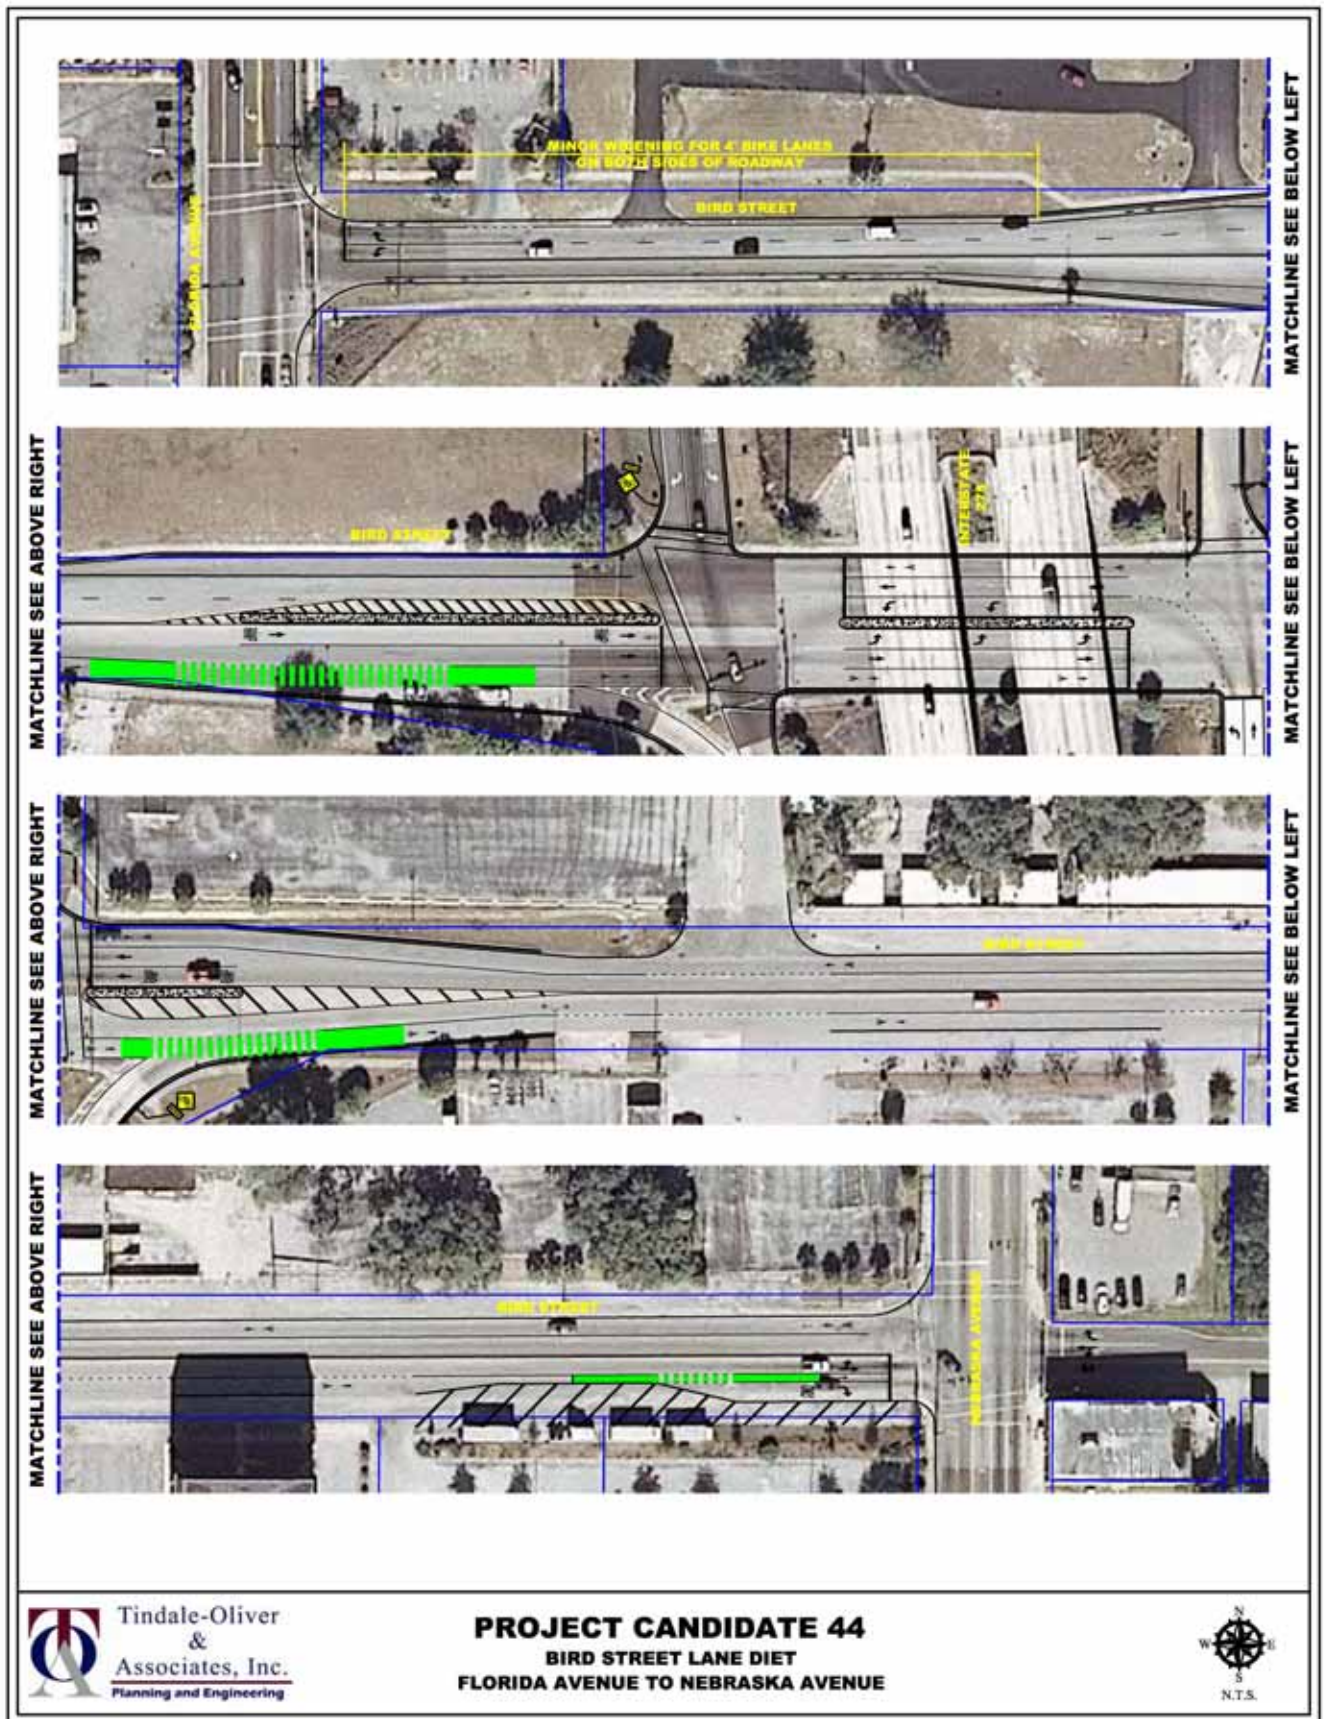 MINOR WIDENING FOR 4' BIKE LANES
ON BOTH SIDES OF ROADWAY
BIRD STREET
FLORIDA AVENUE
MATCHLINE SEE BELOW LEFT
MATCHLINE SEE ABOVE RIGHT
BIRD STREET
INTERSTATE
275
MATCHLINE SEE BELOW LEFT
MATCHLINE SEE ABOVE RIGHT
BIRD STREET
MATCHLINE SEE BELOW LEFT
MATCHLINE SEE ABOVE RIGHT
BIRD STREET
NEBRASKA AVENUE
Tindale-Oliver
&
Associates, Inc.
Planning and Engineering
PROJECT CANDIDATE 44
BIRD STREET LANE DIET
FLORIDA AVENUE TO NEBRASKA AVENUE
N
W E
S
N.T.S.